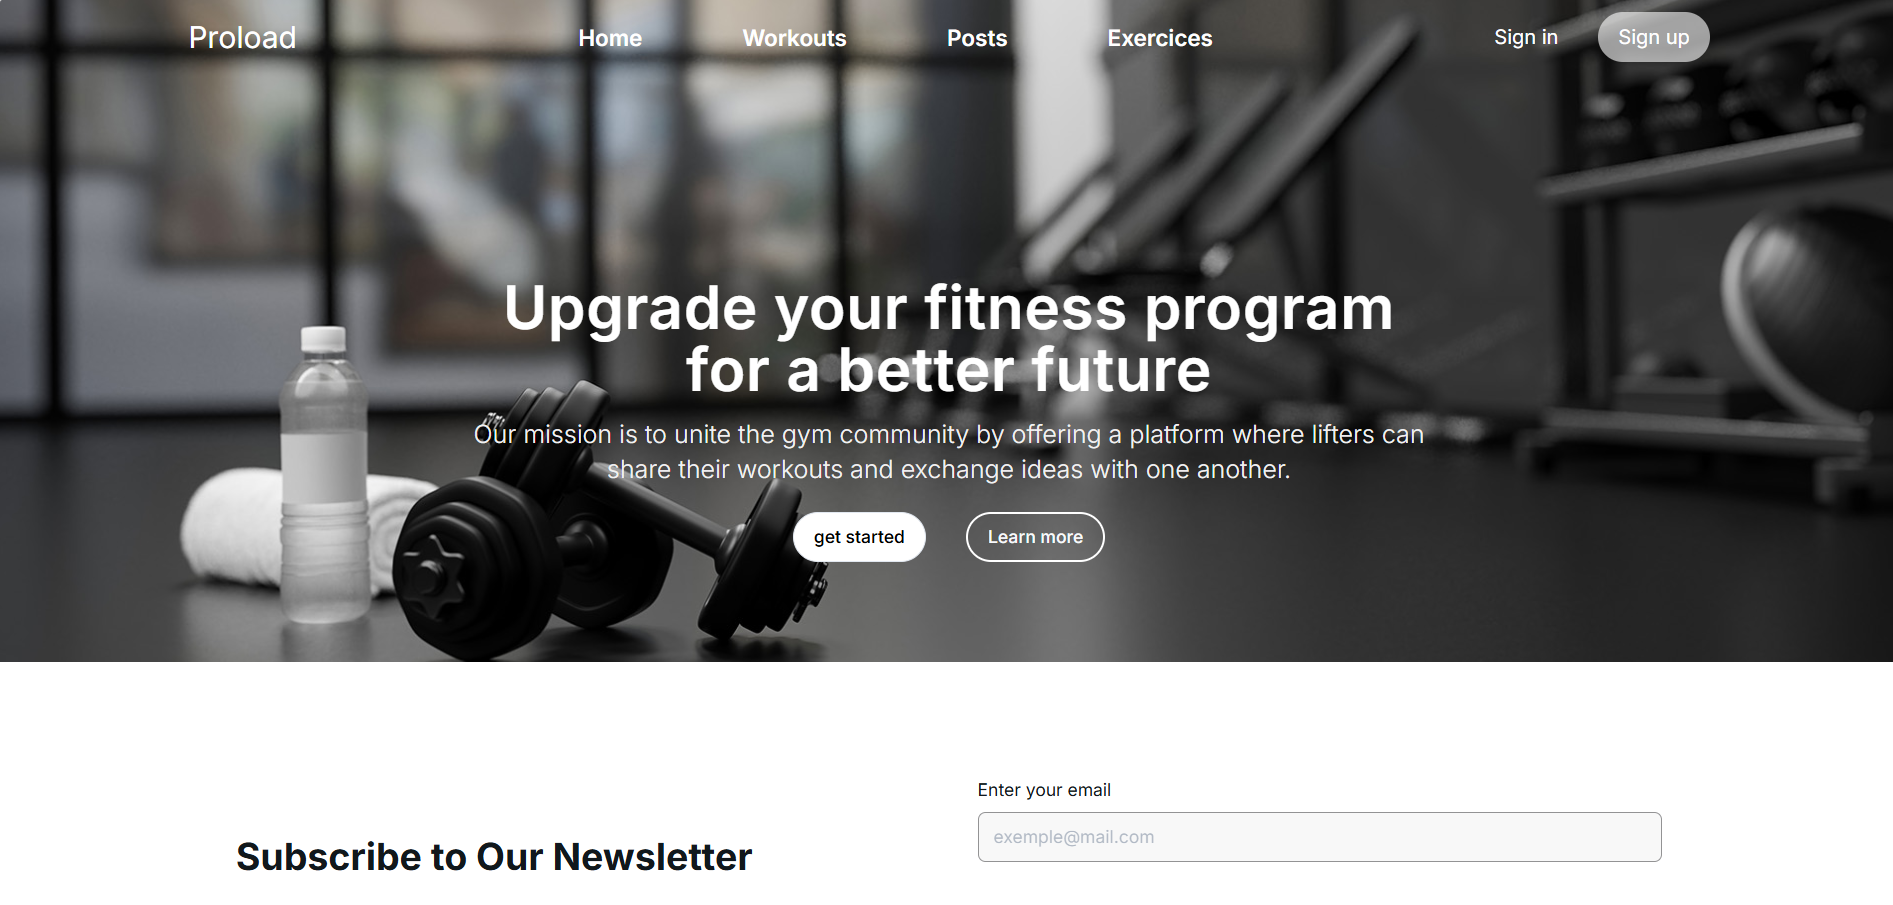 Proload
Home
Workouts
Posts
Exercices
Sign in
Sign up
Upgrade your fitness program
for a better future
Our mission is to unite the gym community by offering a platform where lifters can
share their workouts and exchange ideas with one another.
get started
Learn more
Enter your email
exemple@mail.com
Subscribe to Our Newsletter